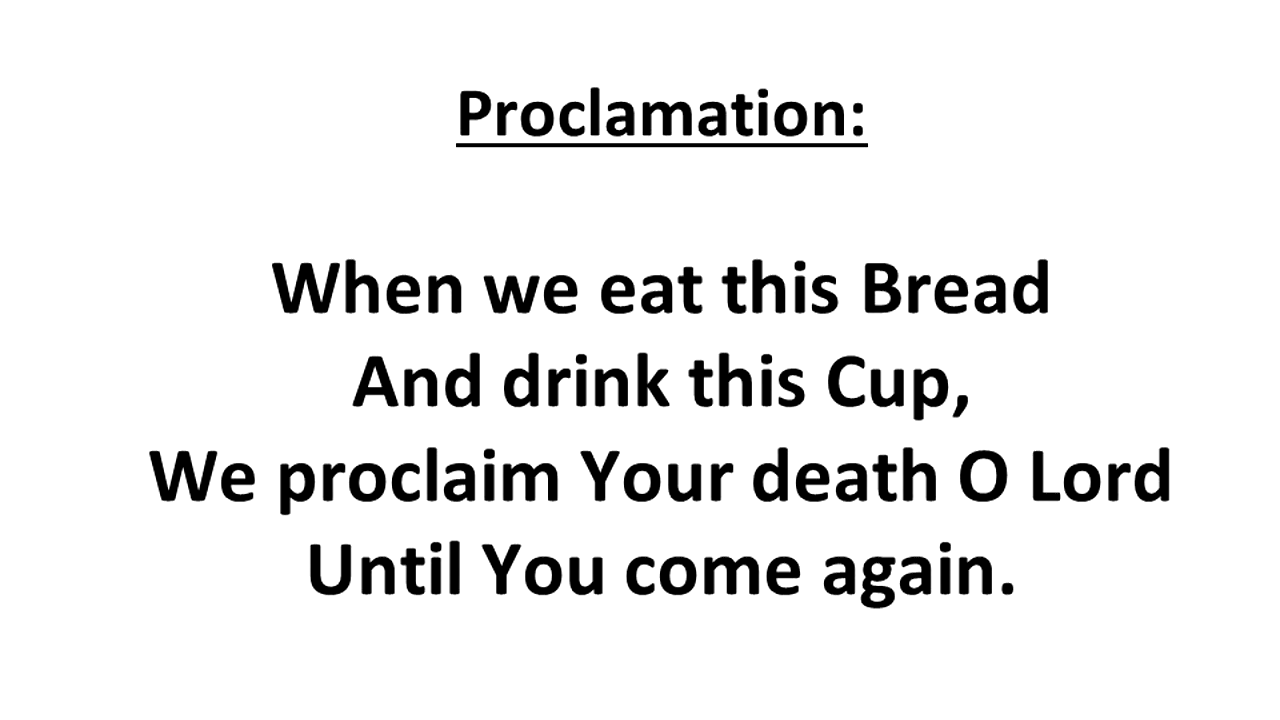 Proclamation:
When we eat this Bread
And drink this Cup,
We proclaim Your death O Lord
Until You come again.